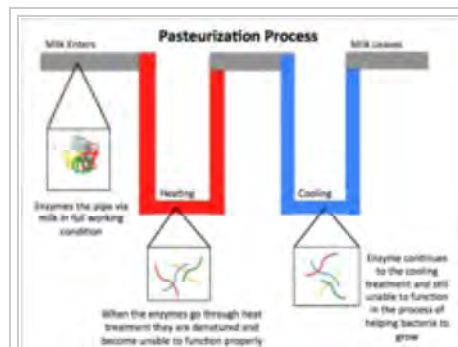 Pasteurization Process
Milk Enters
Milk Leaves
Heating
Cooling
Enzymes the pipe via
milk in full working
condition
When the enzymes go through heat
treatment they are denatured and
become unable to function properly
Enzyme continues
to the cooling
treatment and still
unable to function
in the process of
helping bacteria to
grow